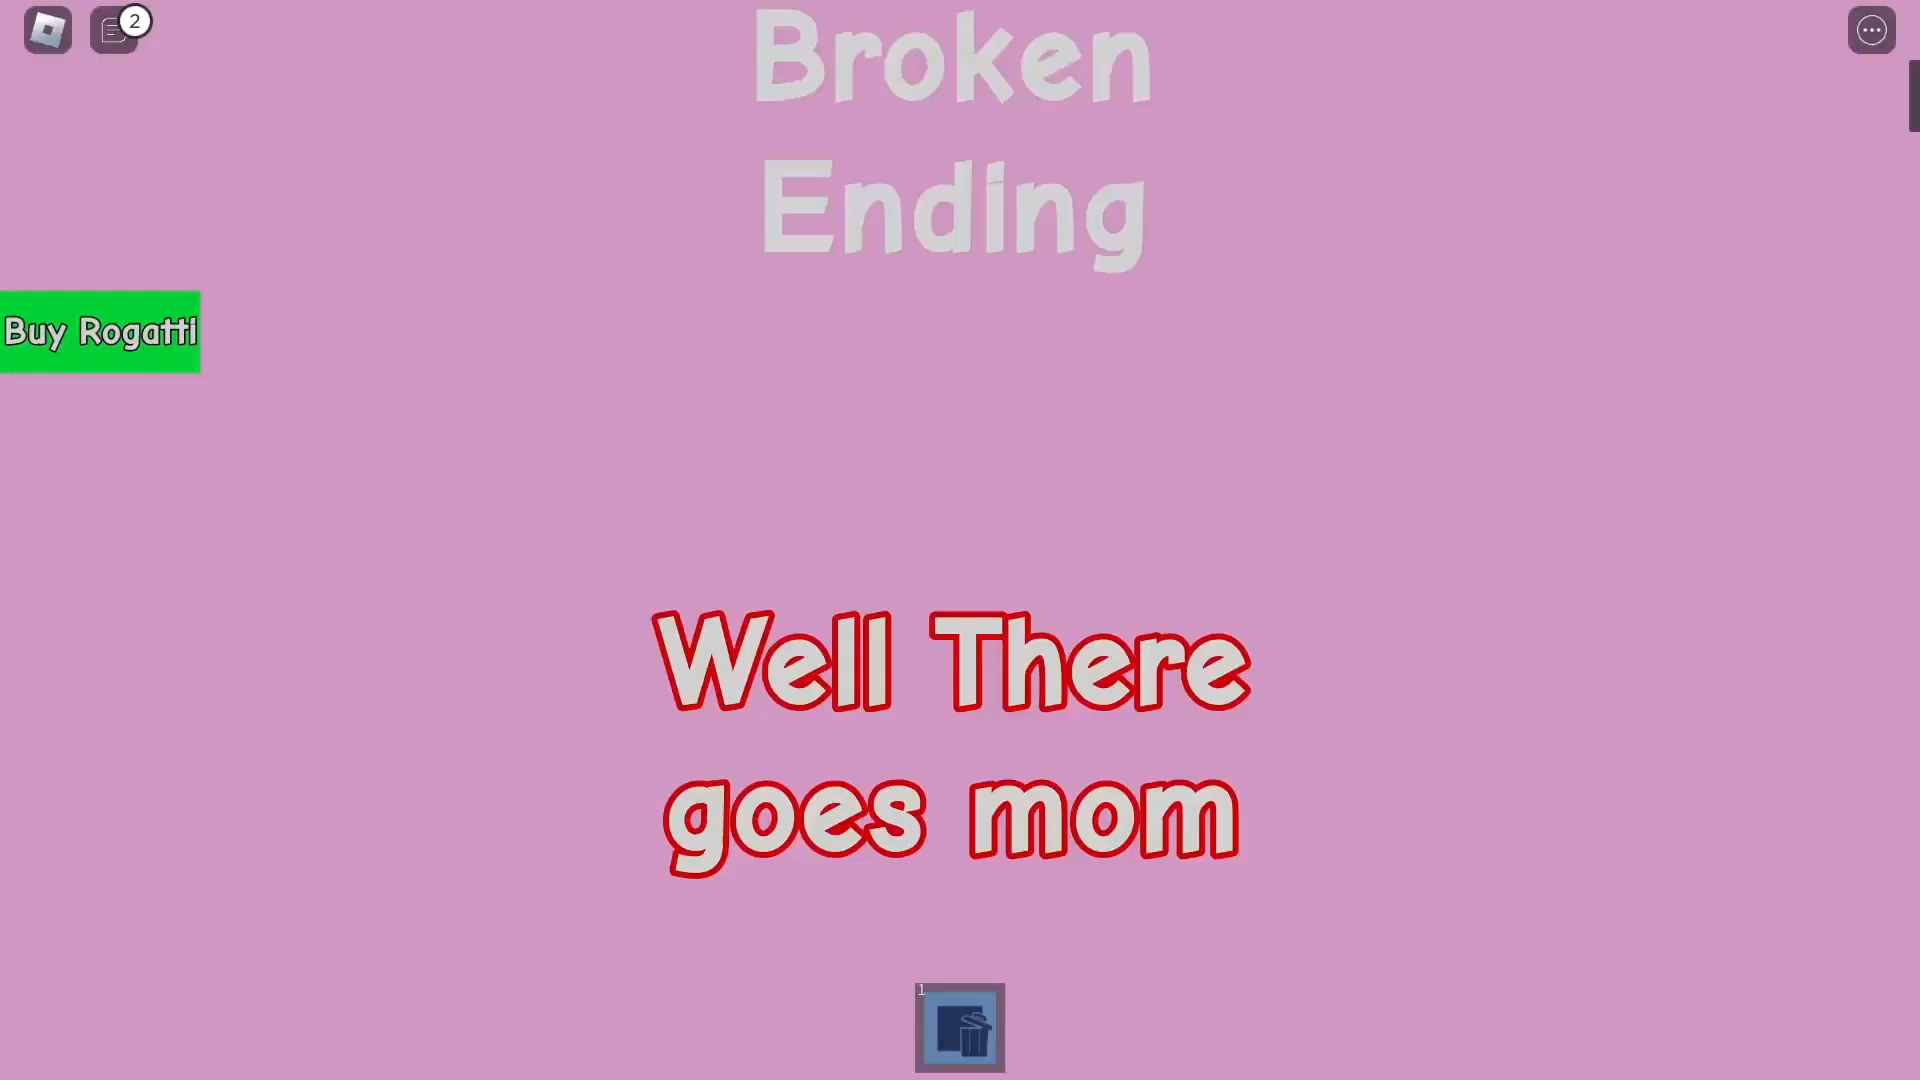 2
Broken
Ending
Buy Rogatti
Well There
goes mom
1